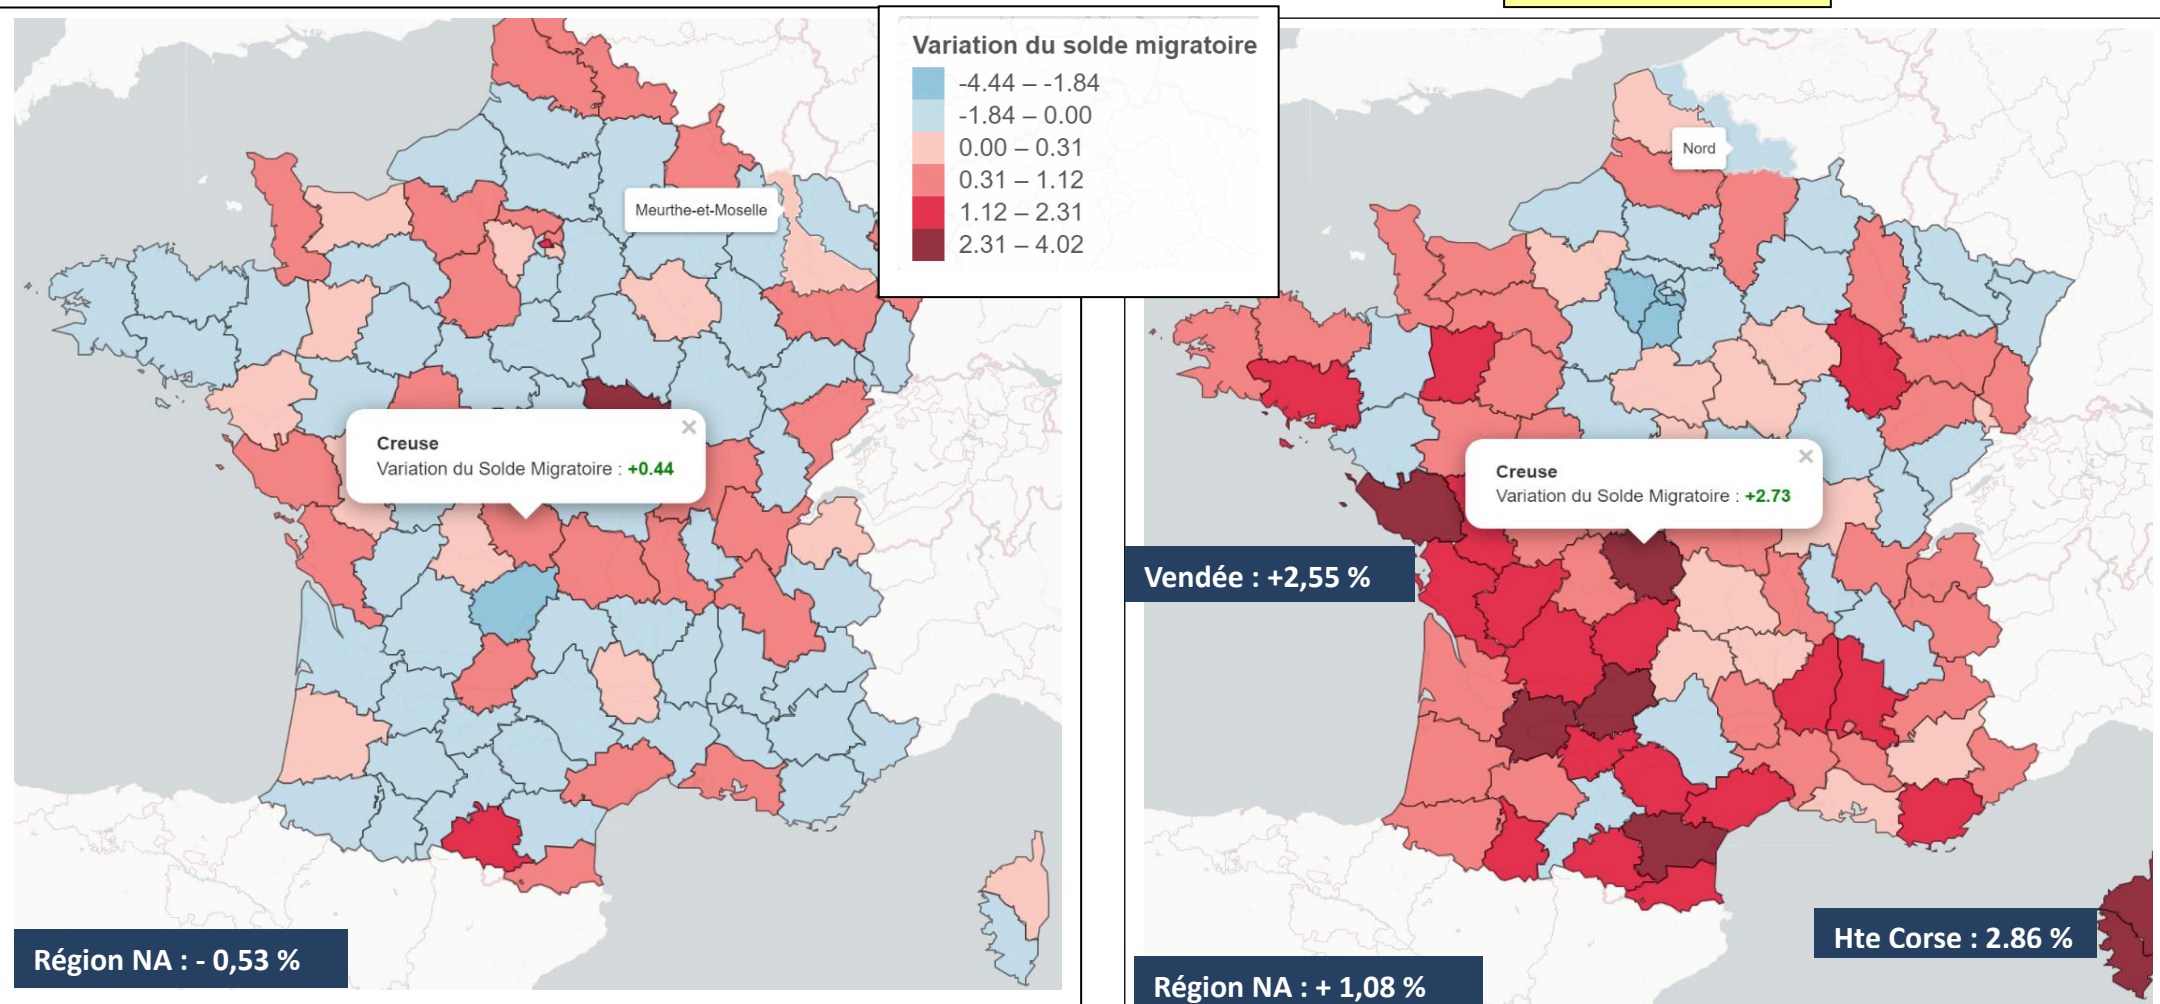 Variation du solde migratoire
-4.44 – -1.84
-1.84 – 0.00
0.00 – 0.31
0.31 – 1.12
1.12 – 2.31
2.31 – 4.02
Meurthe-et-Moselle
Creuse
Variation du Solde Migratoire : +0.44
×
Région NA : - 0,53 %
Nord
Creuse
Variation du Solde Migratoire : +2.73
×
Vendée : +2,55 %
Hte Corse : 2.86 %
Région NA : + 1,08 %